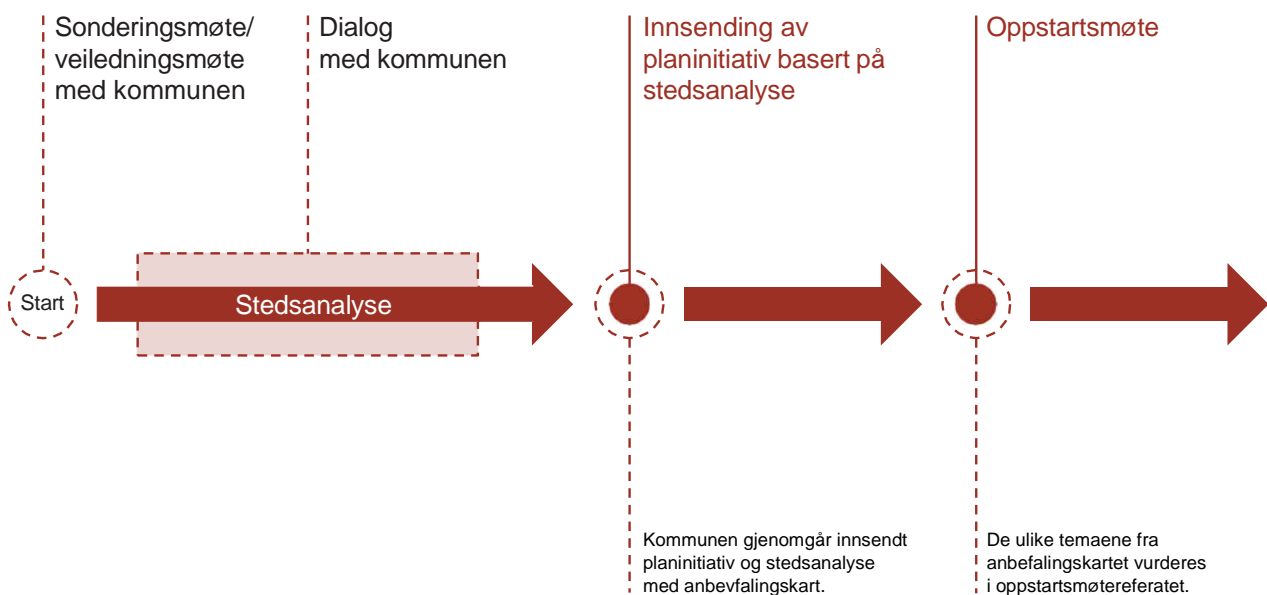 Sonderingsmøte/
veiledningsmøte
med kommunen
Dialog
med kommunen
Innsending av
planinitiativ basert på
stedsanalyse
Oppstartsmøte
Start
Stedsanalyse
Kommunen gjenomgår innsendt
planinitiativ og stedsanalyse
med anbevfalingskart.
De ulike temaene fra
anbefalingskartet vurderes
i oppstartsmøtereferatet.